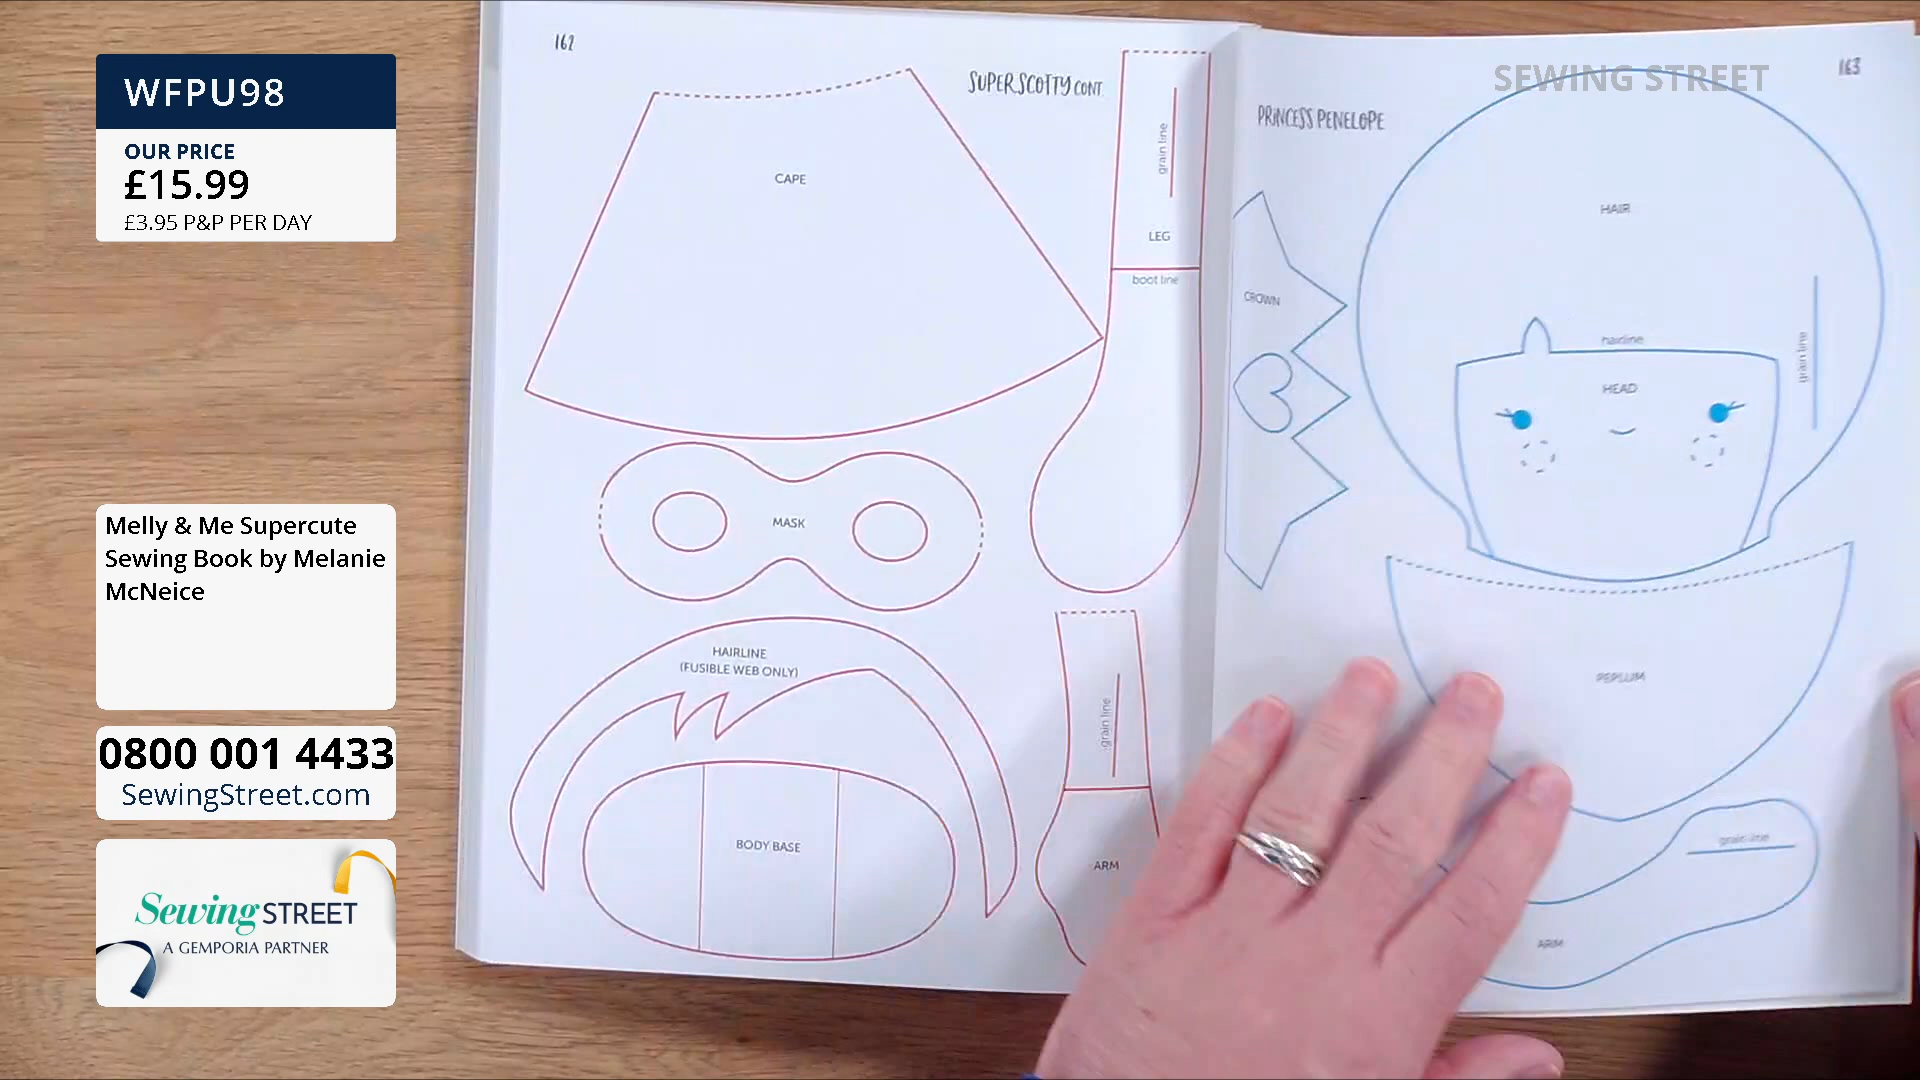 WFPU98
OUR PRICE
£15.99
£3.95 P&P PER DAY
Melly & Me Supercute
Sewing Book by Melanie
McNeice
0800 001 4433
SewingStreet.com
Sewing STREET
A GEMPORIA PARTNER
162
SUPER SCOTTY CONT.
CAPE
grain line
LEG
boot line
MASK
HAIRLINE
(FUSIBLE WEB ONLY)
BODY BASE
grain line
ARM
SEWING STREET
163
PRINCESS PENELOPE
HAIR
CROWN
hairline
grain line
HEAD
PEPLUM
grain line
ARM